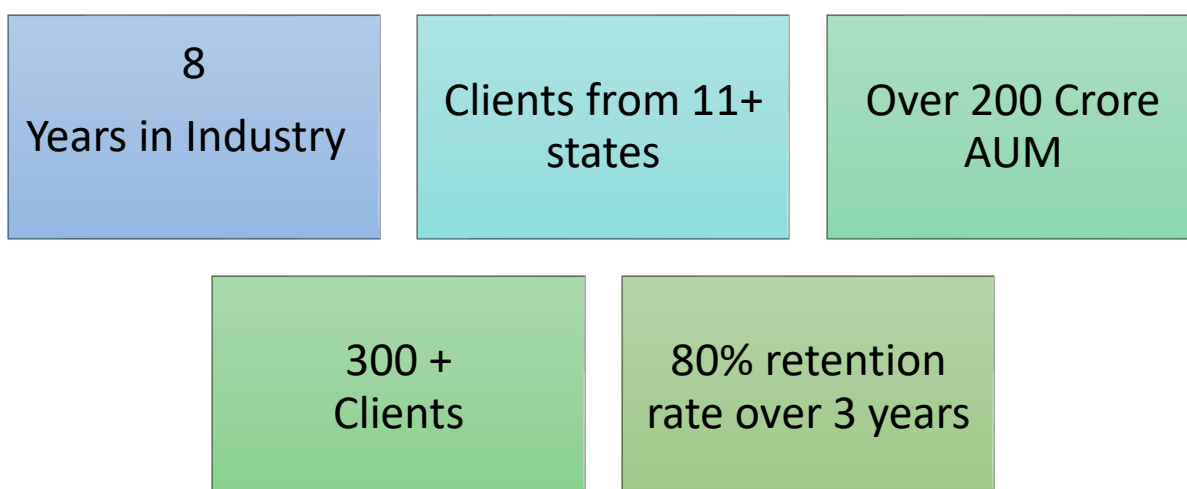 8
Years in Industry
Clients from 11+
states
Over 200 Crore
AUM
300 +
Clients
80% retention
rate over 3 years